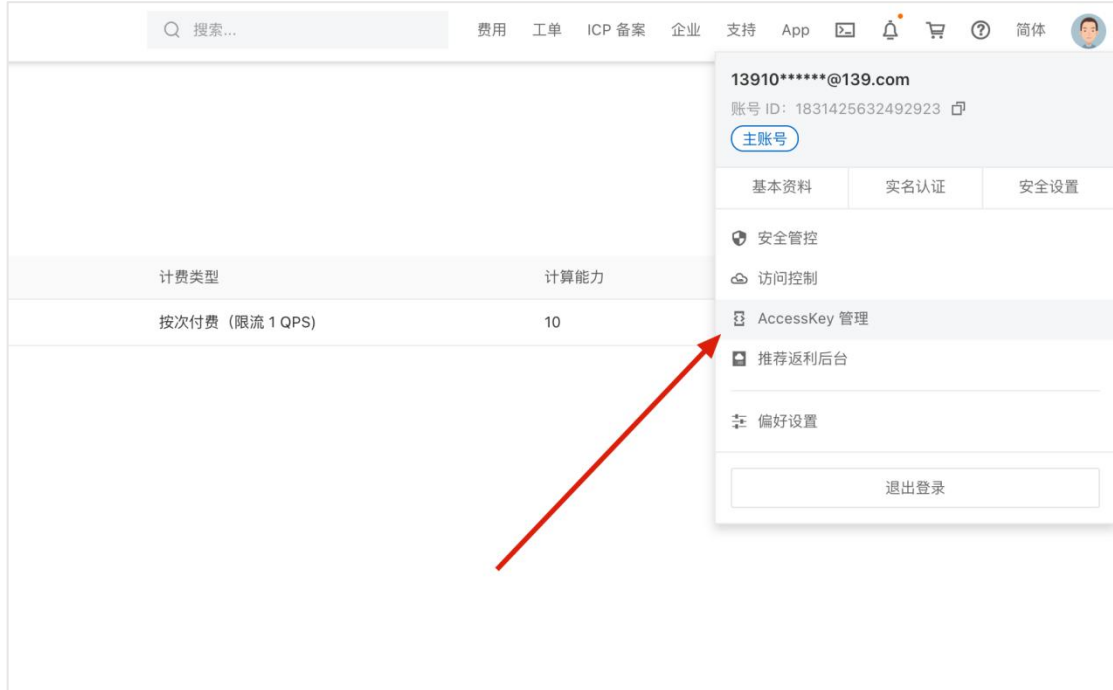 搜索...
费用 工单 ICP 备案 企业 支持 App 简体
13910******@139.com
账号 ID: 1831425632492923
主账号
基本资料 实名认证 安全设置
安全管控
计费类型 计算能力
访问控制
按次付费（限流 1 QPS) 10
AccessKey 管理
推荐返利后台
偏好设置
退出登录